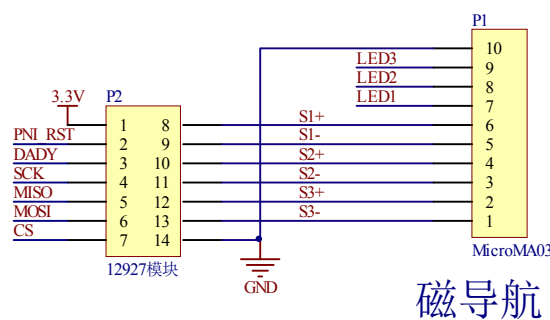 P1
10
LED3 9
LED2 8
LED1 7
3.3V P2
1 8 S1+ 6
PNI_RST 2 9 S1- 5
DADY 3 10 S2+ 4
SCK 4 11 S2- 3
MISO 5 12 S3+ 2
MOSI 6 13 S3- 1
CS 7 14
MicroMA03
12927模块
GND
磁导航